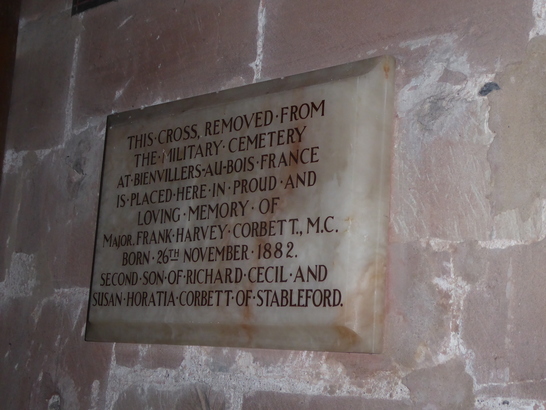 THIS·CROSS, REMOVED·FROM
THE·MILITARY·CEMETERY
AT·BIENVILLERS·AU·BOIS·FRANCE
IS·PLACED·HERE·IN·PROUD·AND
LOVING·MEMORY·OF
MAJOR.FRANK·HARVEY·CORBETT., M.C.
BORN·26TH NOVEMBER·1882.
SECOND·SON·OF·RICHARD·CECIL·AND
SUSAN·HORATIA·CORBETT·OF·STABLEFORD.